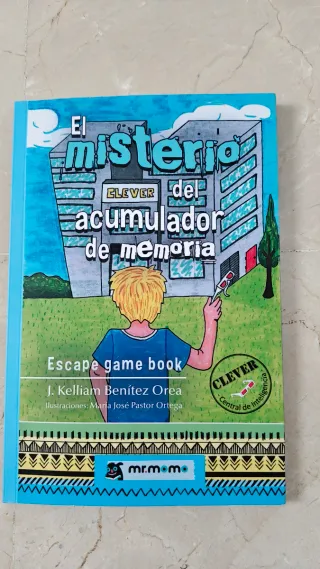 El
misterio
CLEVER
del
acumulador
de memoria
Escape game book
J. Kelliam Benítez Orea
Ilustraciones: María José Pastor Ortega
CLEVER
Central de Inteligencia
mr.momo